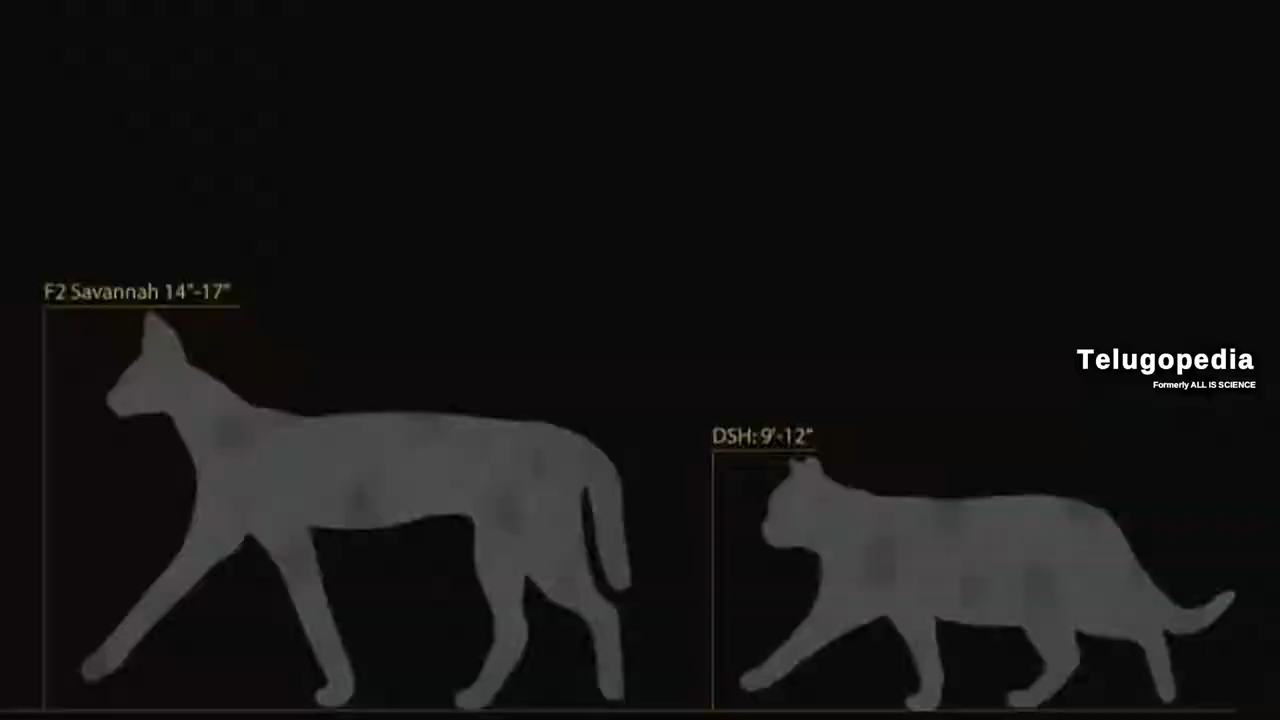 F2 Savannah 14"-17"
Telugopedia
Formerly ALL IS SCIENCE
DSH: 9'-12"